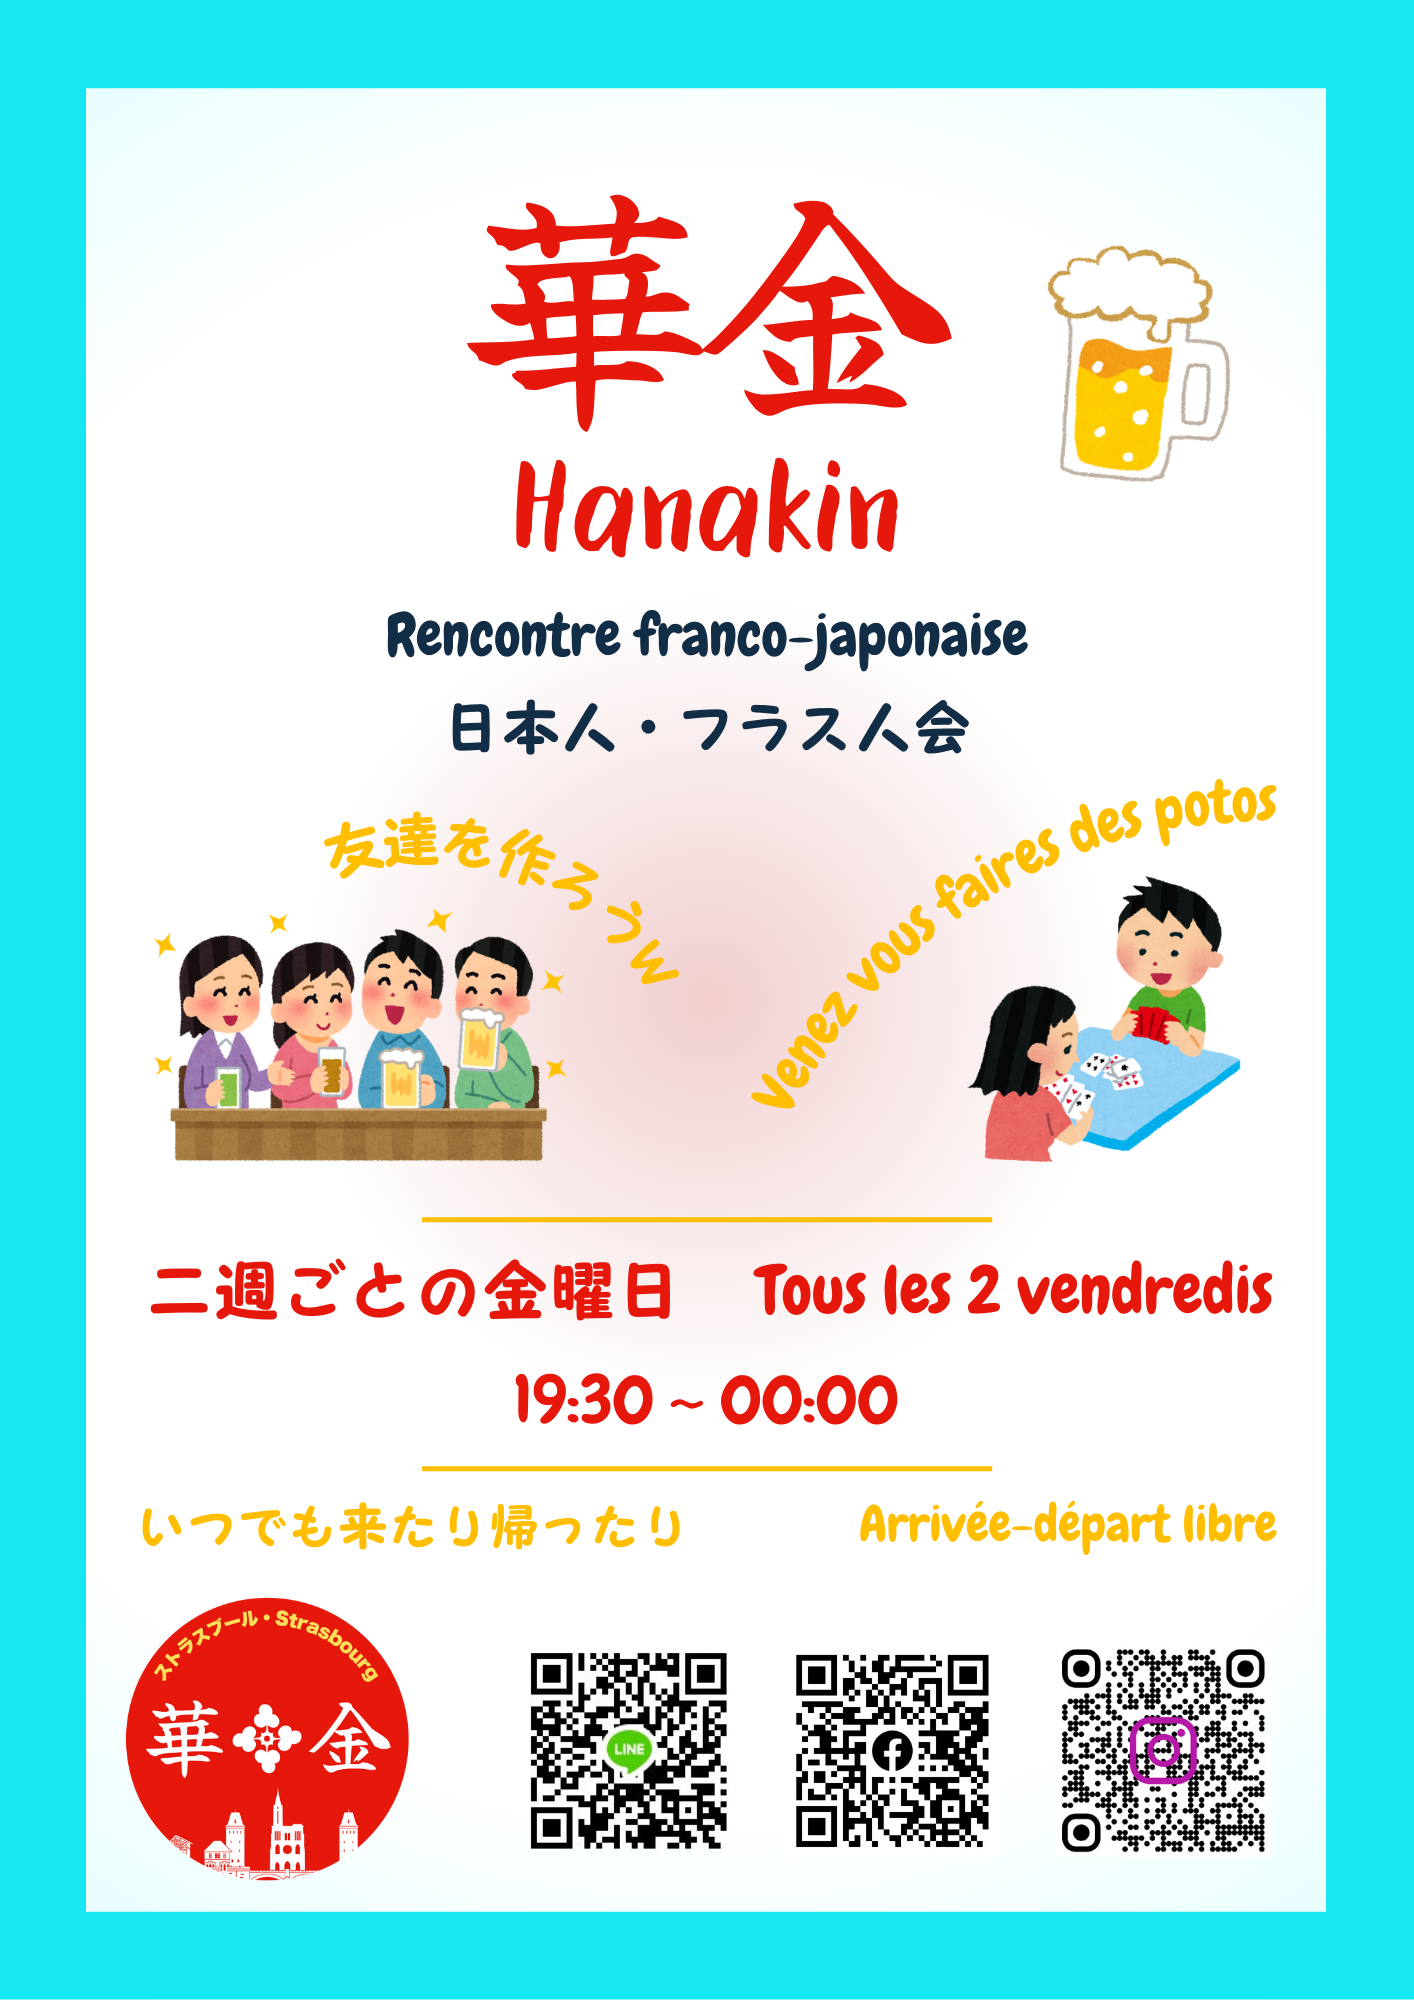 華金
Hanakin
Rencontre franco-japonaise
日本人・フラス人会
友達を作ろうw
Venez vous faires des potos
二週ごとの金曜日
Tous les 2 vendredis
19:30 ~ 00:00
いつでも来たり帰ったり
Arrivée-départ libre
ストラスブール・Strasbourg
華金
LINE